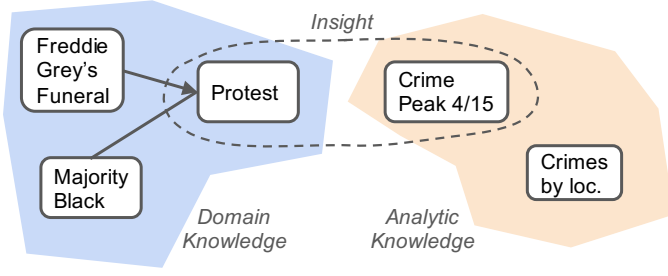 Insight
Freddie
Grey's
Funeral
Protest
Crime
Peak 4/15
Majority
Black
Crimes
by loc.
Domain
Knowledge
Analytic
Knowledge